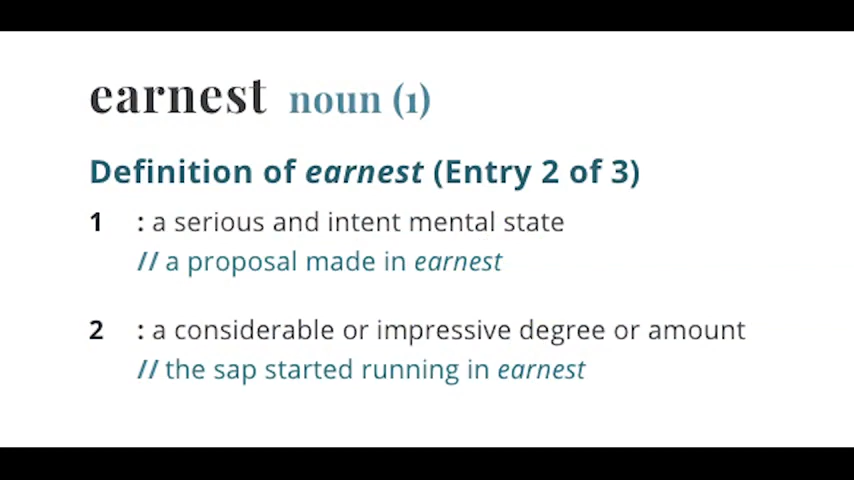 earnest noun (1)
Definition of earnest (Entry 2 of 3)
1 : a serious and intent mental state
// a proposal made in earnest
2 : a considerable or impressive degree or amount
// the sap started running in earnest